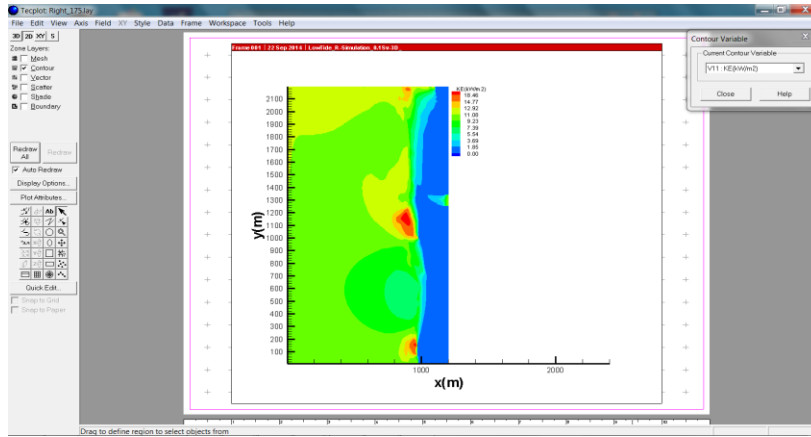 Tecplot: Right_175.lay
File Edit View Axis Field XY Style Data Frame Workspace Tools Help
3D 2D XY S
Zone Layers:
Mesh
Contour
Vector
Scatter
Shade
Boundary
Redraw All
Redraw
Auto Redraw
Display Options...
Plot Attributes...
Ab
Quick Edit...
Snap to Grid
Snap to Paper
Frame 001 | 22 Sep 2014 | LowTide_R-Simulation_0.1Sv-3D_
KE(kW/m2)
18.46
14.77
12.92
11.08
9.23
7.39
5.54
3.69
1.85
0.00
2100
2000
1900
1800
1700
1600
1500
1400
1300
1200
1100
1000
900
800
700
600
500
400
300
200
100
y(m)
1000
2000
x(m)
Contour Variable
Current Contour Variable
V11: KE(kW/m2)
Close
Help
Drag to define region to select objects from